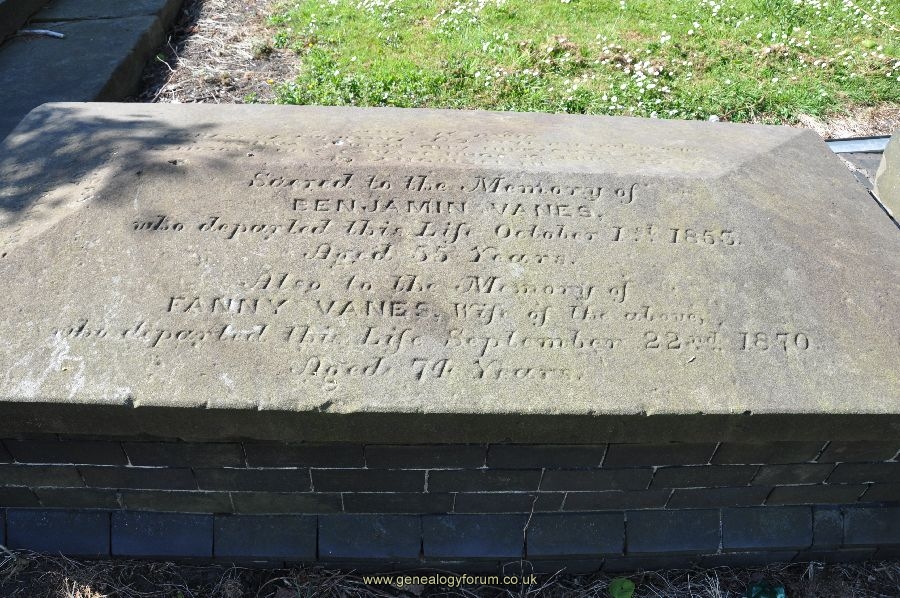 Sacred to the Memory of
BENJAMIN VANES.
who departed this Life October 1st. 1853.
Aged 55 Years.
Also to the Memory of
FANNY VANES, Wife of the above,
who departed this Life September 22nd. 1870.
Aged 74 Years.
www.genealogyforum.co.uk